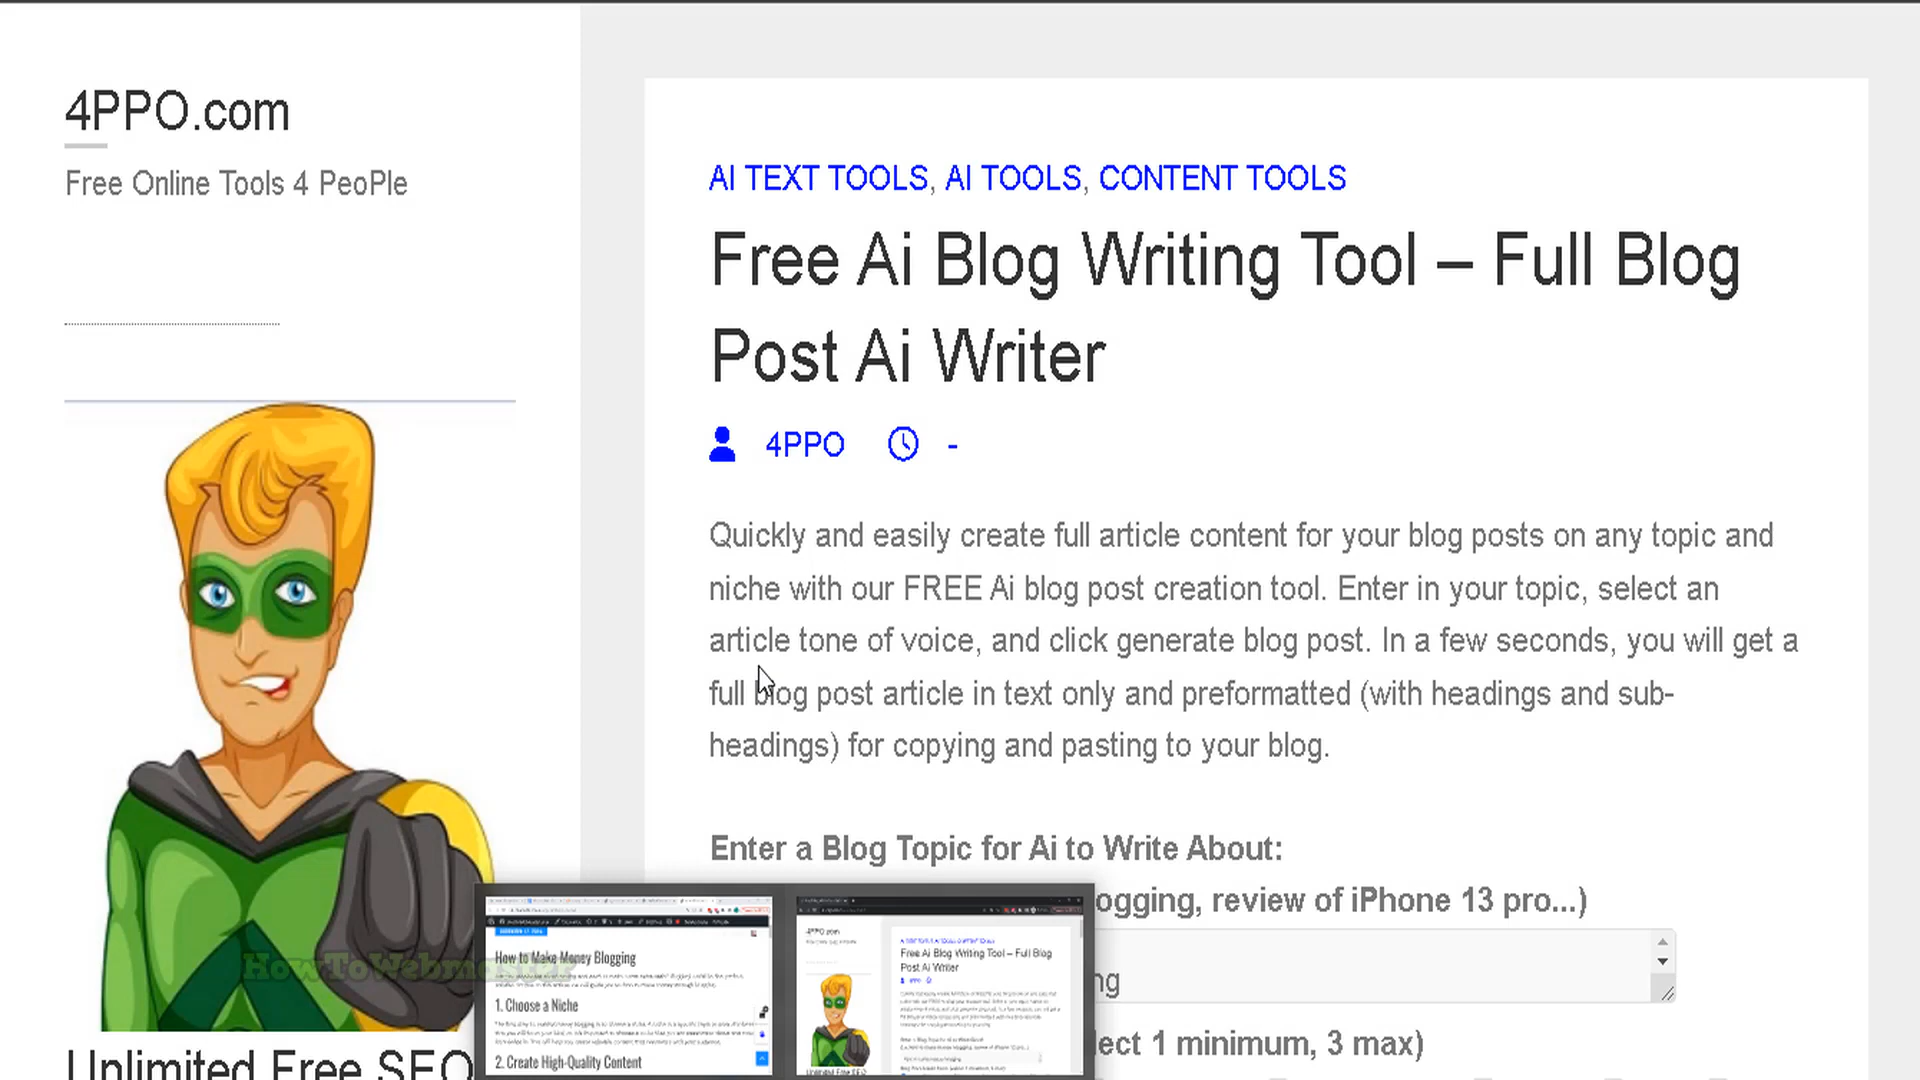 4PPO.com
Free Online Tools 4 PeoPle
AI TEXT TOOLS, AI TOOLS, CONTENT TOOLS
Free Ai Blog Writing Tool – Full Blog
Post Ai Writer
4PPO -
Quickly and easily create full article content for your blog posts on any topic and
niche with our FREE Ai blog post creation tool. Enter in your topic, select an
article tone of voice, and click generate blog post. In a few seconds, you will get a
full blog post article in text only and preformatted (with headings and sub-
headings) for copying and pasting to your blog.
Enter a Blog Topic for Ai to Write About:
ogging, review of iPhone 13 pro...)
ng
lect 1 minimum, 3 max)
Unlimited Free SEO
HowToWebmaster
How to Make Money Blogging
1. Choose a Niche
2. Create High-Quality Content
4PPO.com
Free Ai Blog Writing Tool – Full Blog
Post Ai Writer